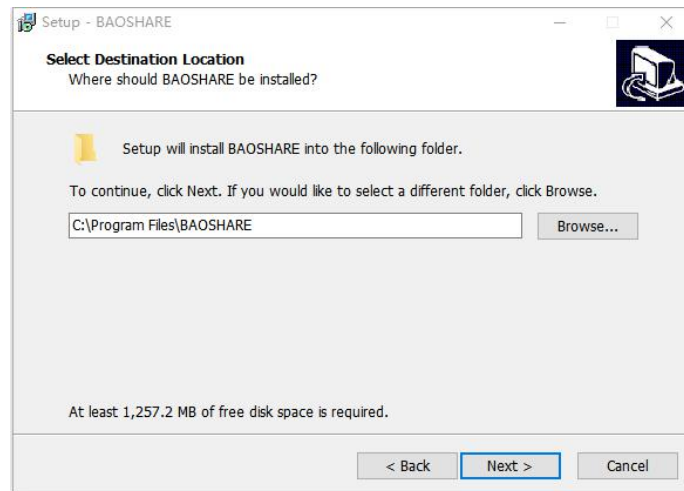 Setup - BAOSHARE
Select Destination Location
Where should BAOSHARE be installed?
Setup will install BAOSHARE into the following folder.
To continue, click Next. If you would like to select a different folder, click Browse.
C:\Program Files\BAOSHARE
Browse...
At least 1,257.2 MB of free disk space is required.
< Back
Next >
Cancel